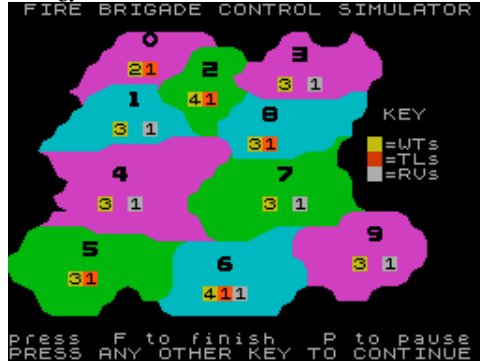 FIRE BRIGADE CONTROL SIMULATOR
0
21
2
41
3
3 1
1
3 1
8
31
KEY
=WTs
=TLs
=RVs
4
3 1
7
3 1
5
31
6
411
9
3 1
press F to finish P to pause
PRESS ANY OTHER KEY TO CONTINUE